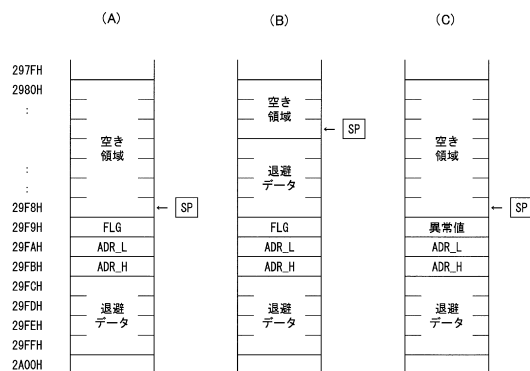 (A) (B) (C)
297FH
2980H
:
空き
領域
空き
領域
空き
領域
← SP
退避
データ
:
:
29F8H
← SP
← SP
29F9H FLG FLG 異常値
29FAH ADR_L ADR_L ADR_L
29FBH ADR_H ADR_H ADR_H
29FCH
29FDH
29FEH
29FFH
退避
データ
退避
データ
退避
データ
2A00H